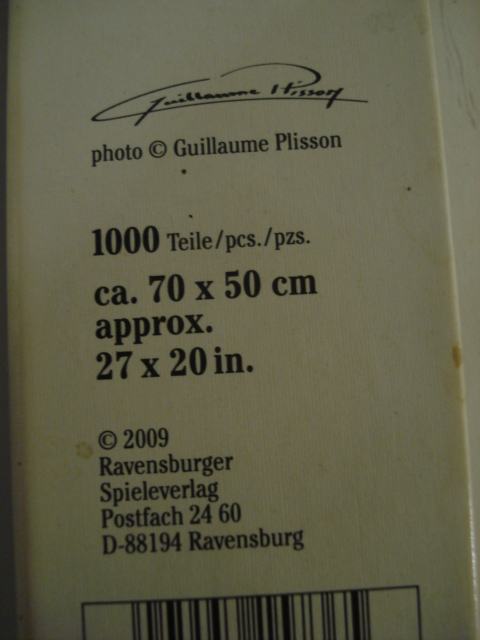 Guillaume Plisson
photo © Guillaume Plisson
1000 Teile/pcs./pzs.
ca. 70 x 50 cm
approx.
27 x 20 in.
© 2009
Ravensburger
Spieleverlag
Postfach 24 60
D-88194 Ravensburg